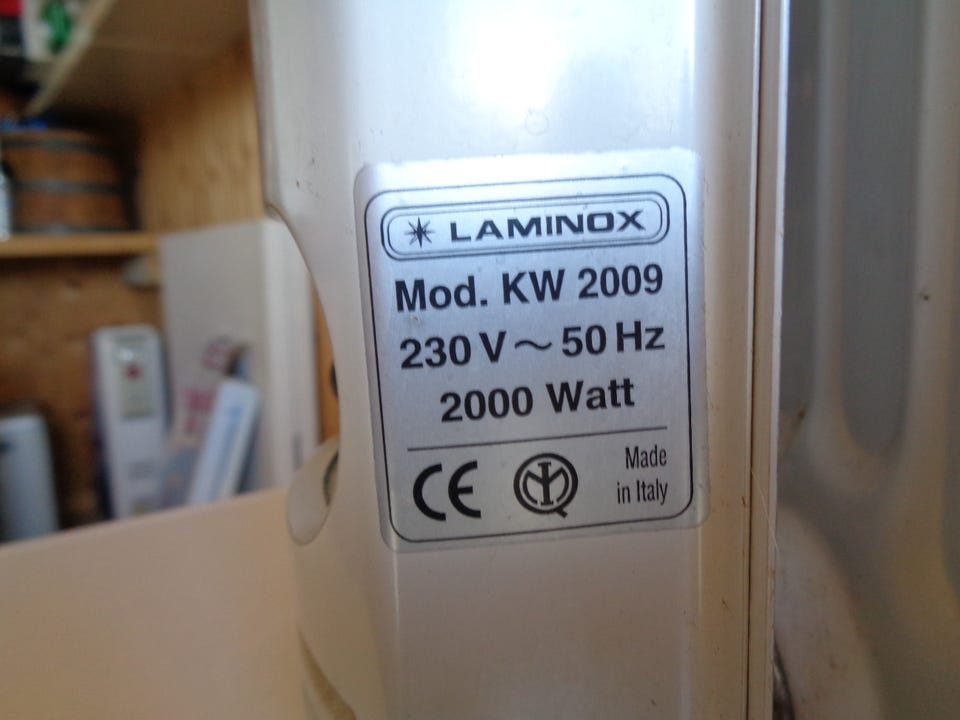 LAMINOX
Mod. KW 2009
230 V ~ 50 Hz
2000 Watt
CE
Made
in Italy